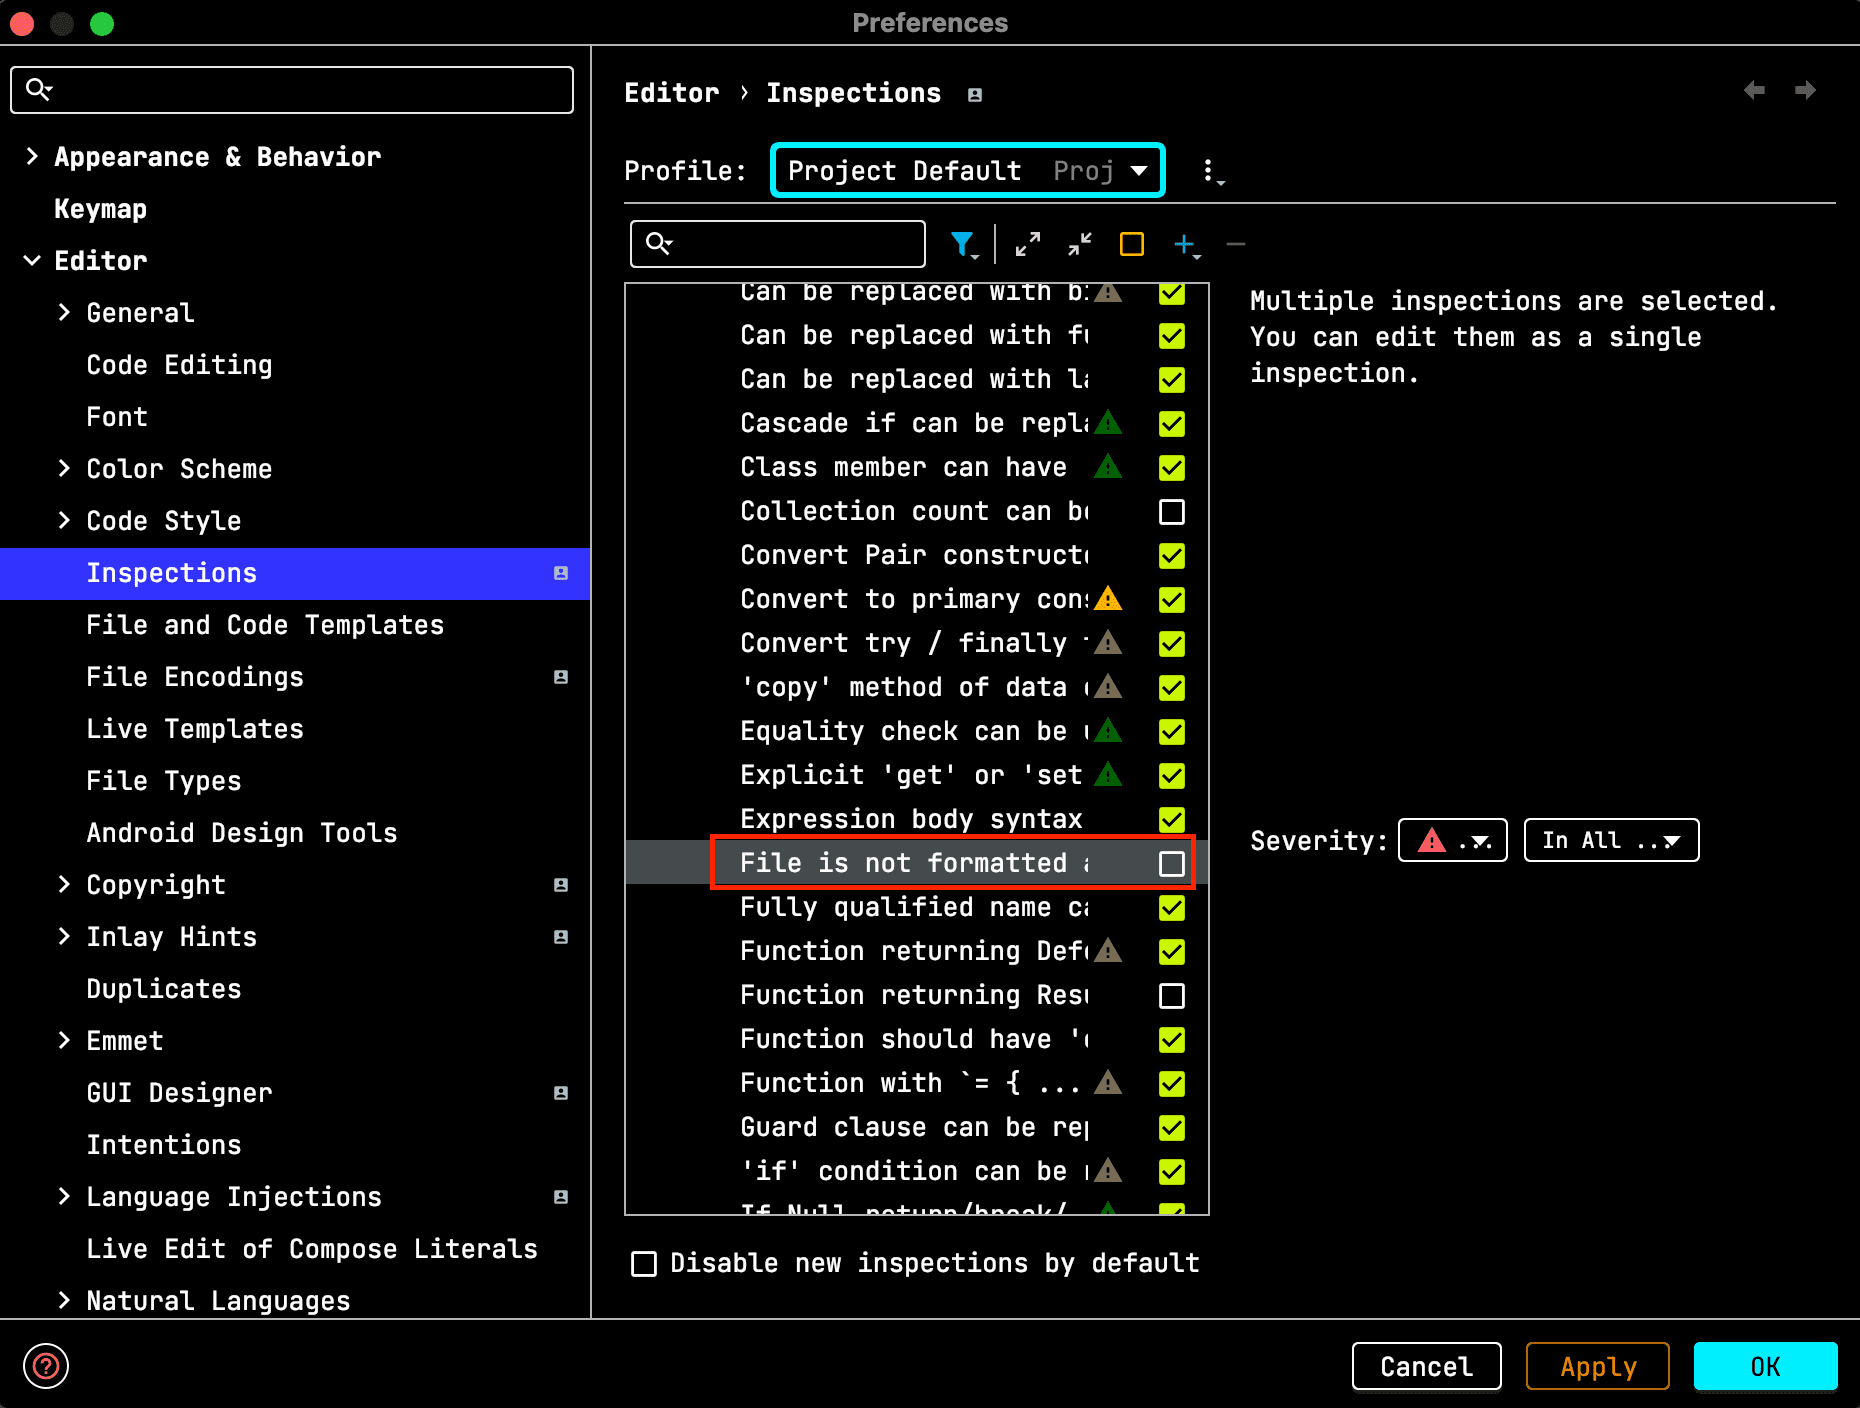 Preferences
Appearance & Behavior
Keymap
Editor
General
Code Editing
Font
Color Scheme
Code Style
Inspections
File and Code Templates
File Encodings
Live Templates
File Types
Android Design Tools
Copyright
Inlay Hints
Duplicates
Emmet
GUI Designer
Intentions
Language Injections
Live Edit of Compose Literals
Natural Languages
Editor › Inspections
Profile: Project Default Proj
Can be replaced with bi
Can be replaced with fu
Can be replaced with la
Cascade if can be repla
Class member can have
Collection count can be
Convert Pair constructo
Convert to primary cons
Convert try / finally t
'copy' method of data c
Equality check can be u
Explicit 'get' or 'set
Expression body syntax
File is not formatted a
Fully qualified name ca
Function returning Defe
Function returning Resu
Function should have 'o
Function with `= { ...
Guard clause can be rep
'if' condition can be r
If Null return/break/
Disable new inspections by default
Multiple inspections are selected.
You can edit them as a single
inspection.
Severity: ... In All ...
Cancel Apply OK